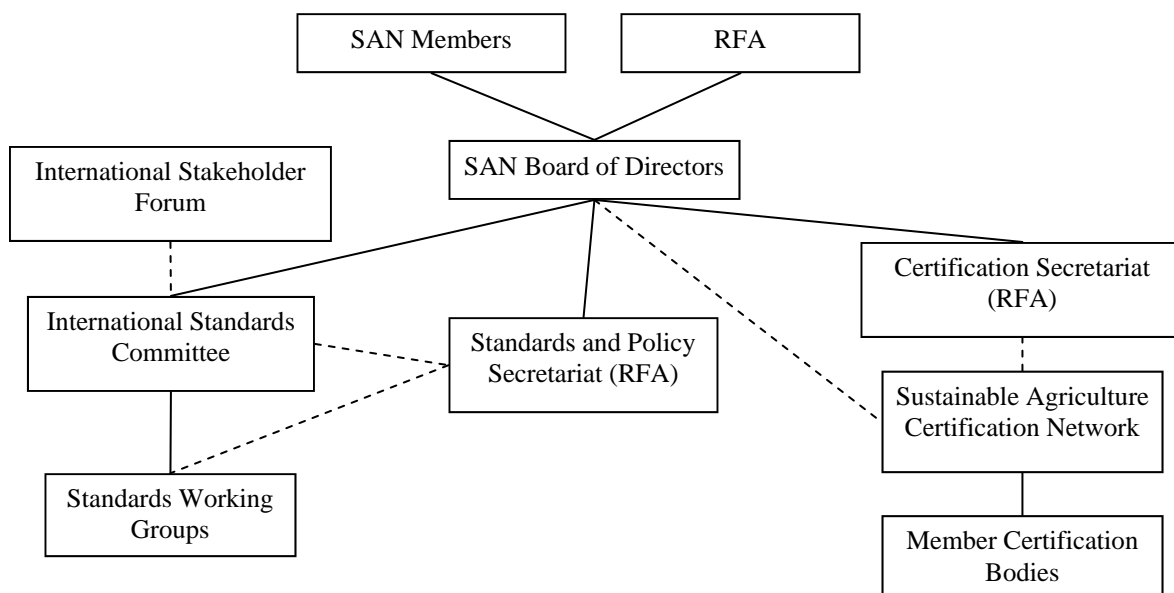 SAN Members
RFA
SAN Board of Directors
International Stakeholder
Forum
Certification Secretariat
(RFA)
International Standards
Committee
Standards and Policy
Secretariat (RFA)
Sustainable Agriculture
Certification Network
Standards Working
Groups
Member Certification
Bodies